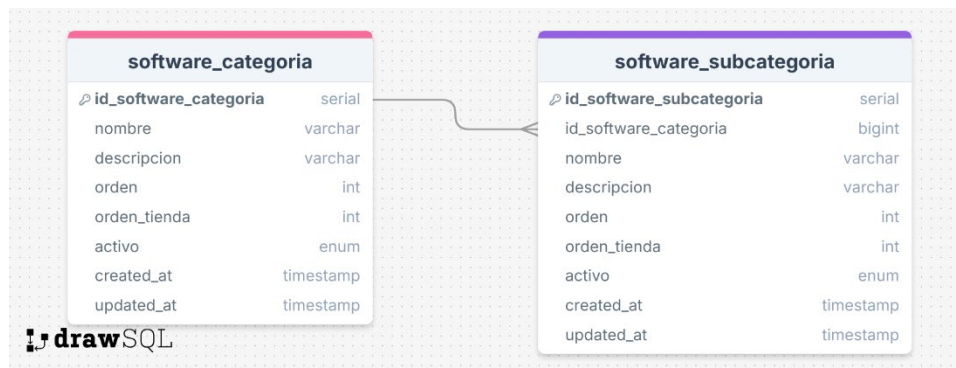 software_categoria
id_software_categoria serial
nombre varchar
descripcion varchar
orden int
orden_tienda int
activo enum
created_at timestamp
updated_at timestamp
software_subcategoria
id_software_subcategoria serial
id_software_categoria bigint
nombre varchar
descripcion varchar
orden int
orden_tienda int
activo enum
created_at timestamp
updated_at timestamp
drawSQL